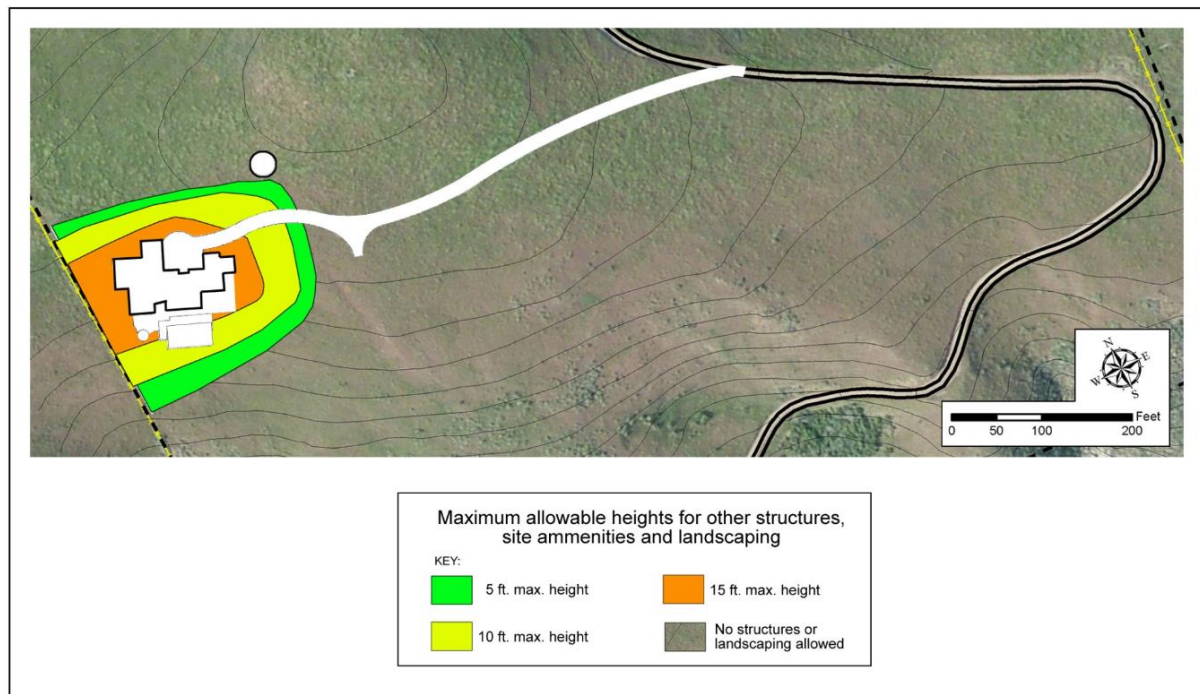 N
E
W
S
Feet
0 50 100 200
Maximum allowable heights for other structures,
site ammenities and landscaping
KEY:
5 ft. max. height
15 ft. max. height
10 ft. max. height
No structures or
landscaping allowed